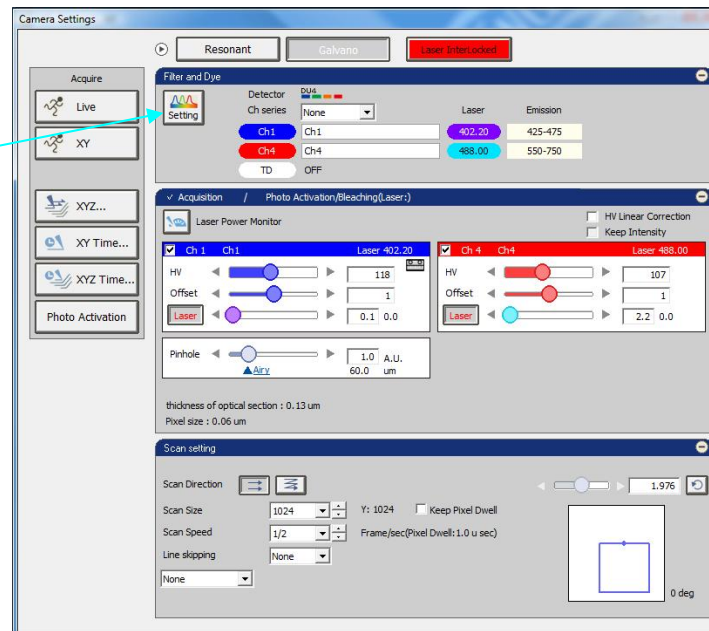 Camera Settings
Resonant
Galvano
Laser InterLocked
Acquire
Live
XY
XYZ...
XY Time...
XYZ Time...
Photo Activation
Filter and Dye
Setting
Detector DU4
Ch series None Laser Emission
Ch1 Ch1 402.20 425-475
Ch4 Ch4 488.00 550-750
TD OFF
✓ Acquisition / Photo Activation/Bleaching(Laser:)
Laser Power Monitor
HV Linear Correction
Keep Intensity
Ch 1 Ch1 Laser 402.20
HV 118
Offset 1
Laser 0.1 0.0
Ch 4 Ch4 Laser 488.00
HV 107
Offset 1
Laser 2.2 0.0
Pinhole 1.0 A.U.
Airy 60.0 um
thickness of optical section : 0.13 um
Pixel size : 0.06 um
Scan setting
Scan Direction 1.976
Scan Size 1024 Y: 1024 Keep Pixel Dwell
Scan Speed 1/2 Frame/sec(Pixel Dwell:1.0 u sec)
Line skipping None
None
0 deg